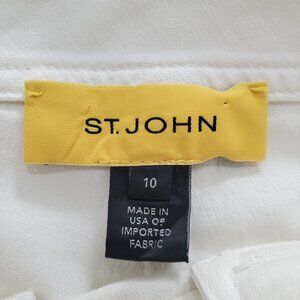 ST. JOHN
10
MADE IN
USA OF
IMPORTED
FABRIC